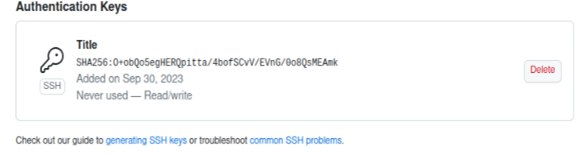 Authentication Keys
Title
SHA256:O+obQo5egHERQpitta/4bofSCvV/EVnG/0o8QsMEAmk
Added on Sep 30, 2023
SSH
Never used — Read/write
Delete
Check out our guide to generating SSH keys or troubleshoot common SSH problems.